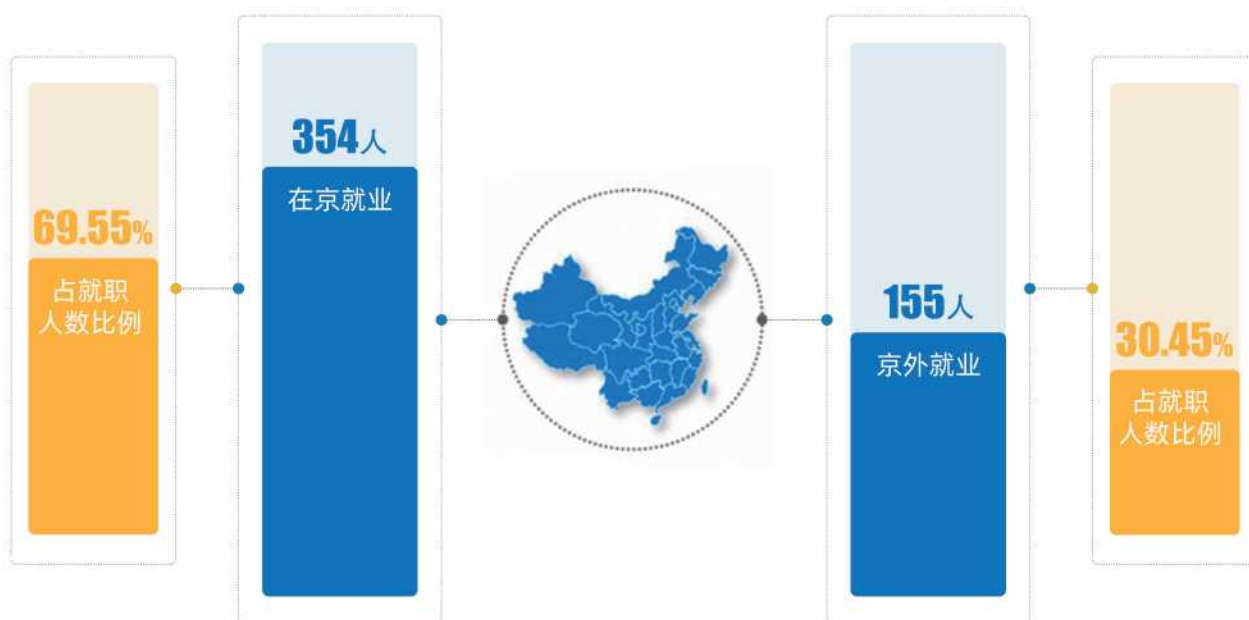 69.55%
占就职
人数比例
354人
在京就业
155人
京外就业
30.45%
占就职
人数比例